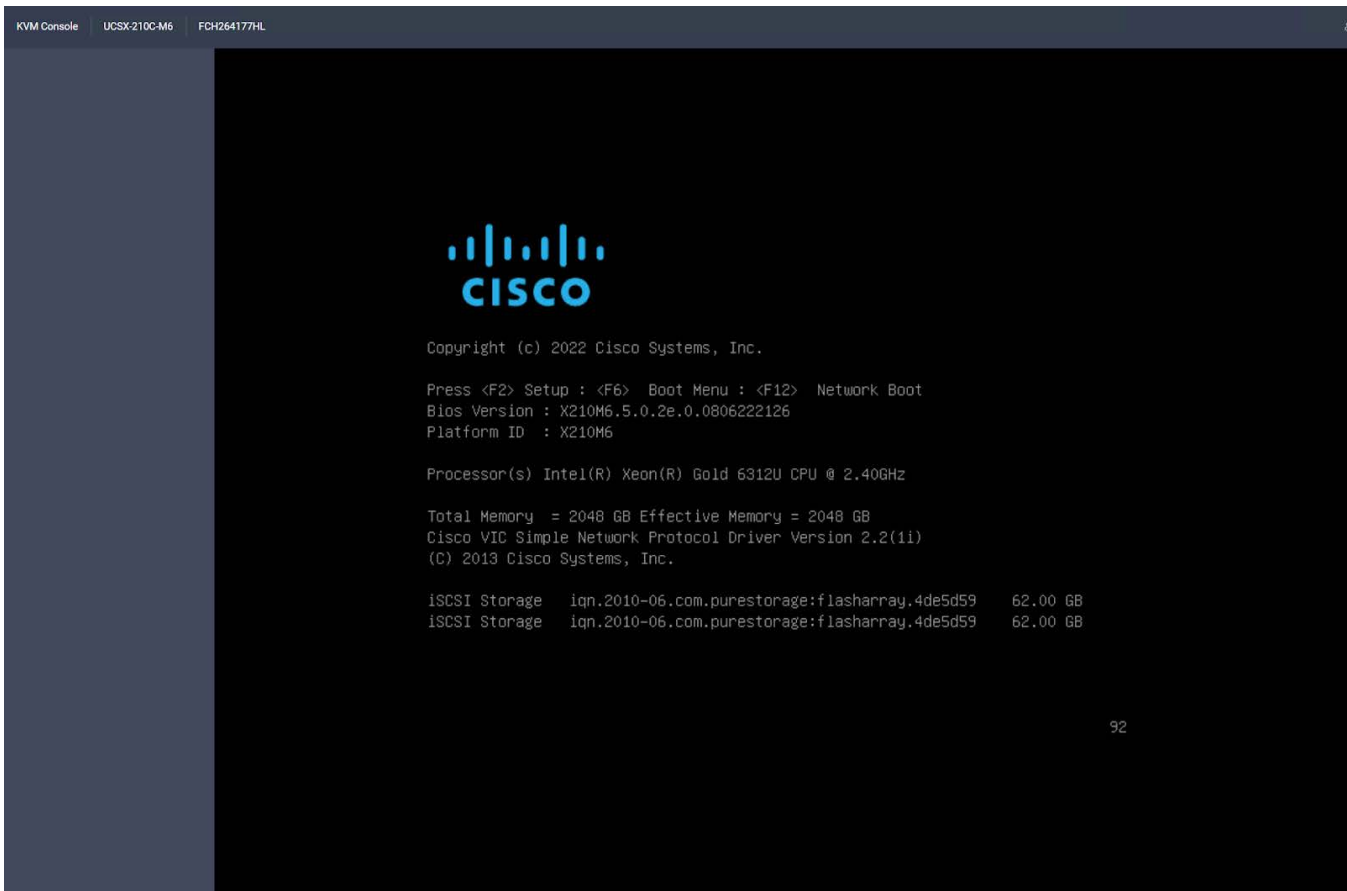 KVM Console UCSX-210C-M6 FCH264177HL
CISCO
Copyright (c) 2022 Cisco Systems, Inc.
Press <F2> Setup : <F6> Boot Menu : <F12> Network Boot
Bios Version : X210M6.5.0.2e.0.0806222126
Platform ID : X210M6
Processor(s) Intel(R) Xeon(R) Gold 6312U CPU @ 2.40GHz
Total Memory = 2048 GB Effective Memory = 2048 GB
Cisco VIC Simple Network Protocol Driver Version 2.2(1i)
(C) 2013 Cisco Systems, Inc.
iSCSI Storage iqn.2010-06.com.purestorage:flasharray.4de5d59 62.00 GB
iSCSI Storage iqn.2010-06.com.purestorage:flasharray.4de5d59 62.00 GB
92